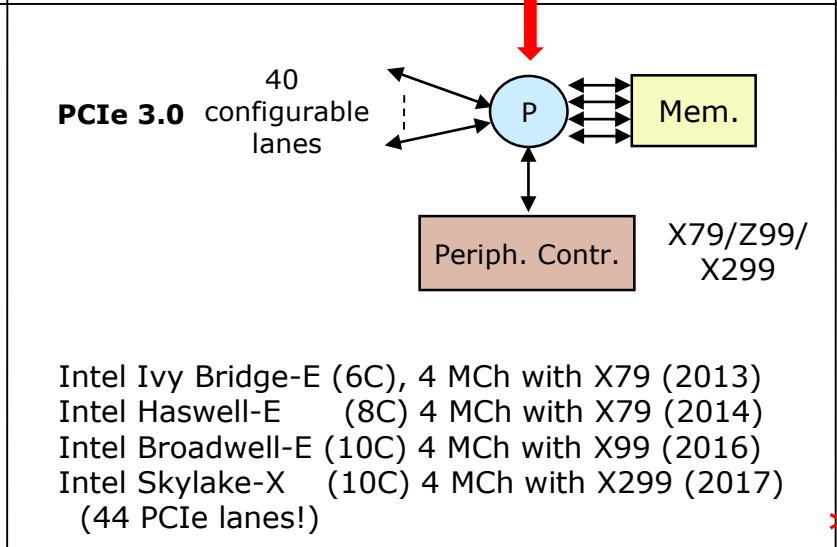 PCIe 3.0
40
configurable
lanes
P
Mem.
Periph. Contr.
X79/Z99/
X299
Intel Ivy Bridge-E (6C), 4 MCh with X79 (2013)
Intel Haswell-E (8C) 4 MCh with X79 (2014)
Intel Broadwell-E (10C) 4 MCh with X99 (2016)
Intel Skylake-X (10C) 4 MCh with X299 (2017)
(44 PCIe lanes!)